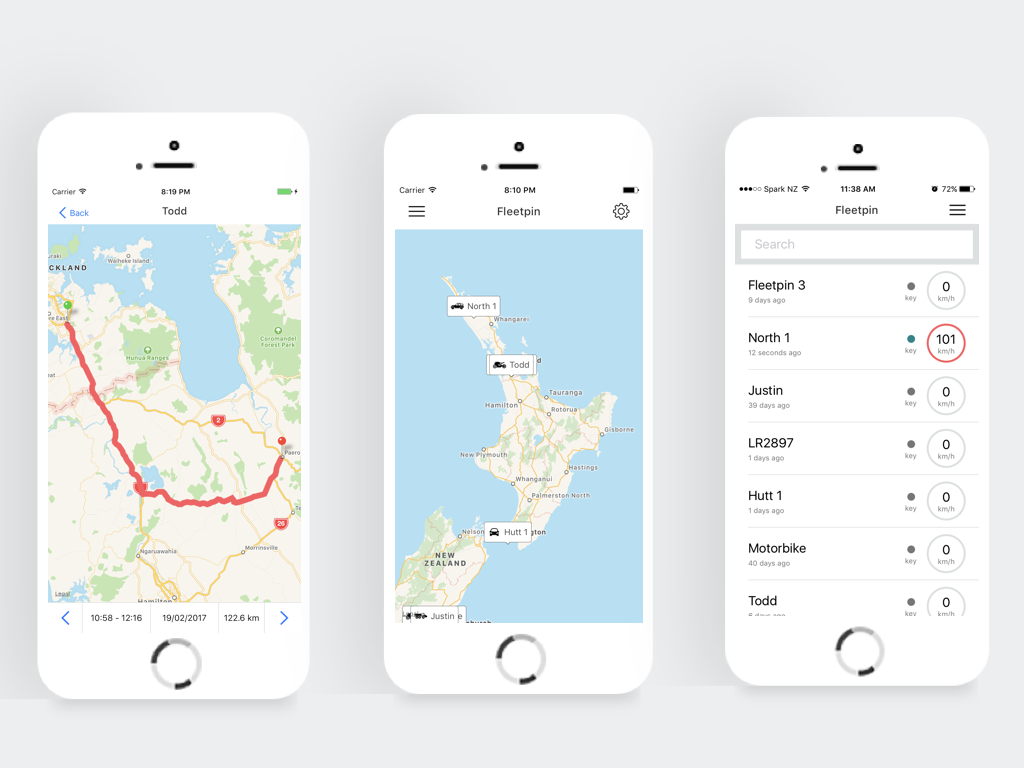 Carrier
8:19 PM
Back
Todd
CKLAND
Waiheke Island
Hunua Ranges
Coromandel
Forest Park
2
Paero
26
Ngaruawahia
Morrinsville
Hamilton
10:58 - 12:16
19/02/2017
122.6 km
Carrier
8:10 PM
Fleetpin
North 1
Whangarei
Todd
d
Tauranga
Hamilton
Rotorua
Gisborne
New Plymouth
Hastings
Whanganui
Palmerston North
Nelson
Hutt 1
gton
NEW
ZEALAND
Justin e
Spark NZ
11:38 AM
72%
Fleetpin
Search
Fleetpin 3
9 days ago
key
0
km/h
North 1
12 seconds ago
key
101
km/h
Justin
39 days ago
key
0
km/h
LR2897
1 days ago
key
0
km/h
Hutt 1
1 days ago
key
0
km/h
Motorbike
40 days ago
key
0
km/h
Todd
key
0
km/h